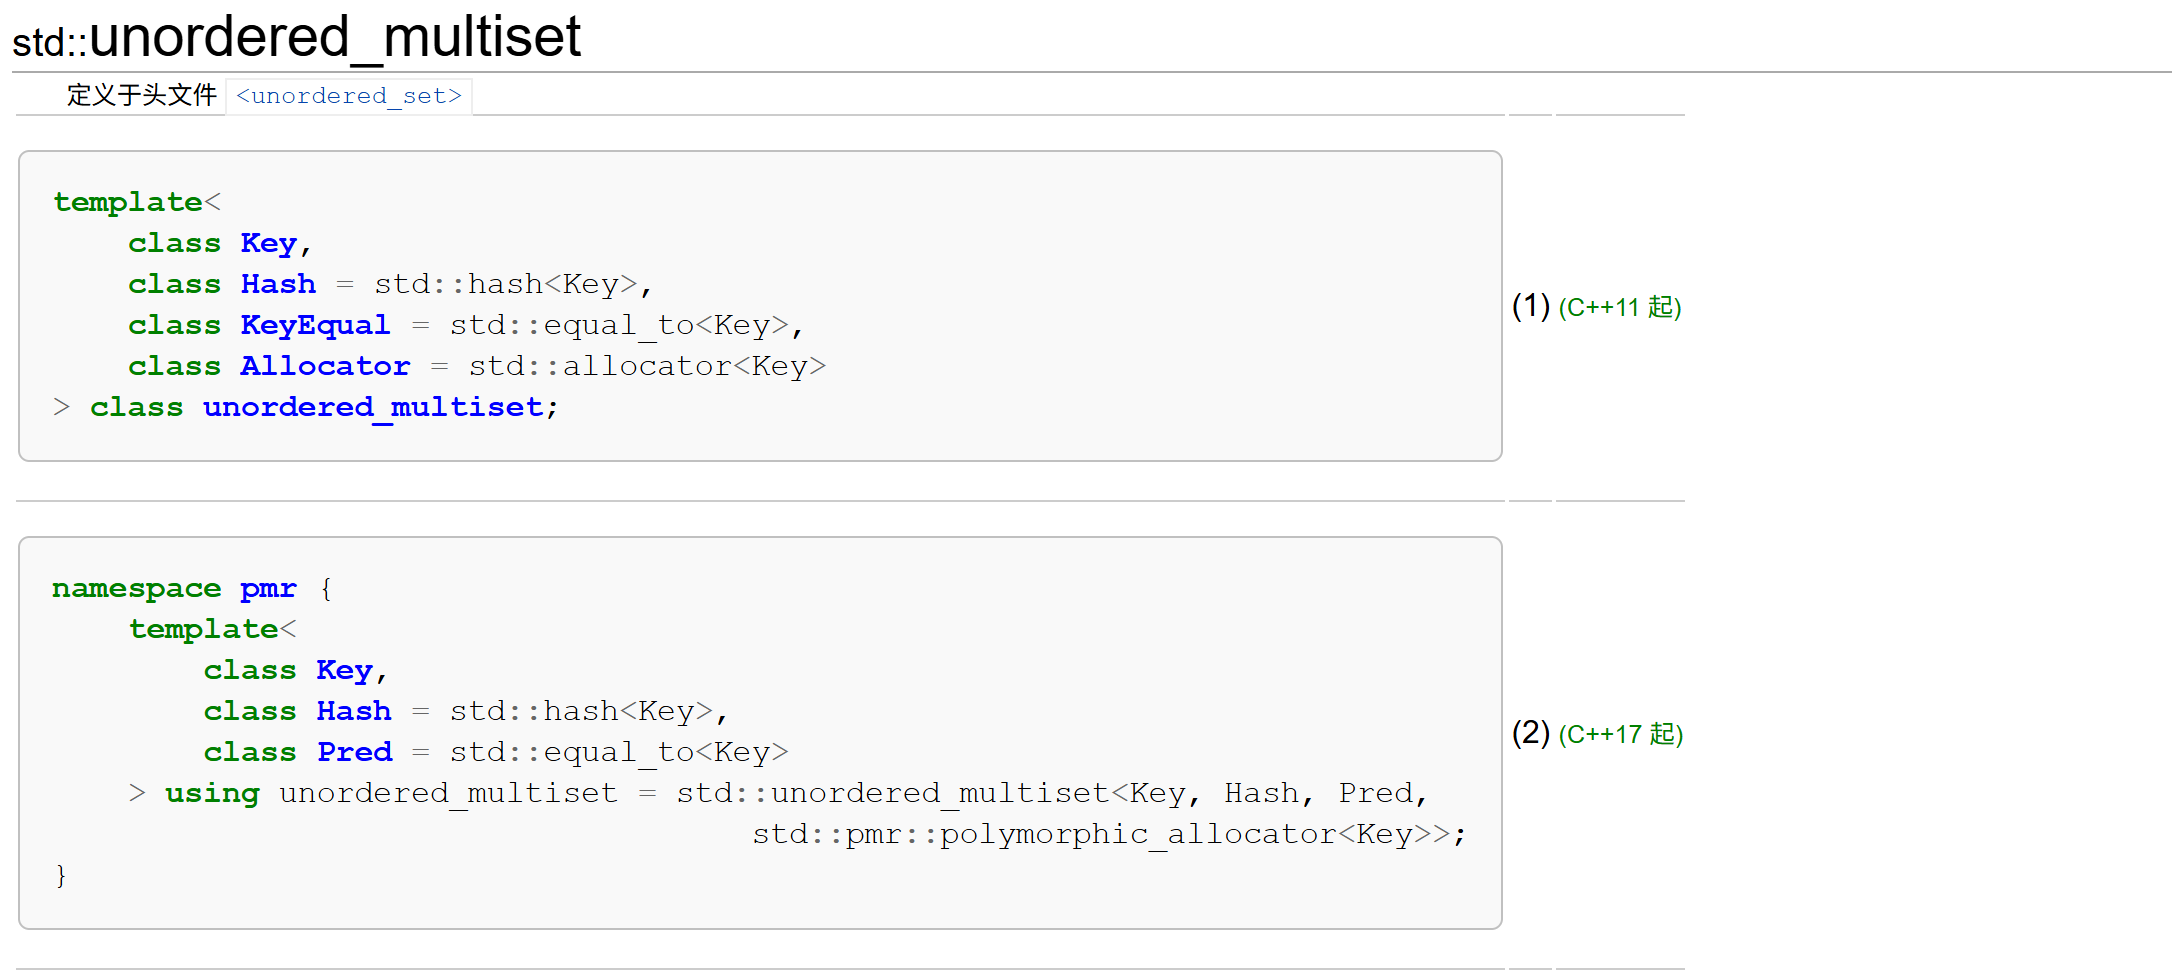 std::unordered_multiset
定义于头文件 <unordered_set>
template<
    class Key,
    class Hash = std::hash<Key>,
    class KeyEqual = std::equal_to<Key>,
    class Allocator = std::allocator<Key>
> class unordered_multiset;
(1) (C++11 起)
namespace pmr {
    template<
        class Key,
        class Hash = std::hash<Key>,
        class Pred = std::equal_to<Key>
    > using unordered_multiset = std::unordered_multiset<Key, Hash, Pred,
                                     std::pmr::polymorphic_allocator<Key>>;
}
(2) (C++17 起)